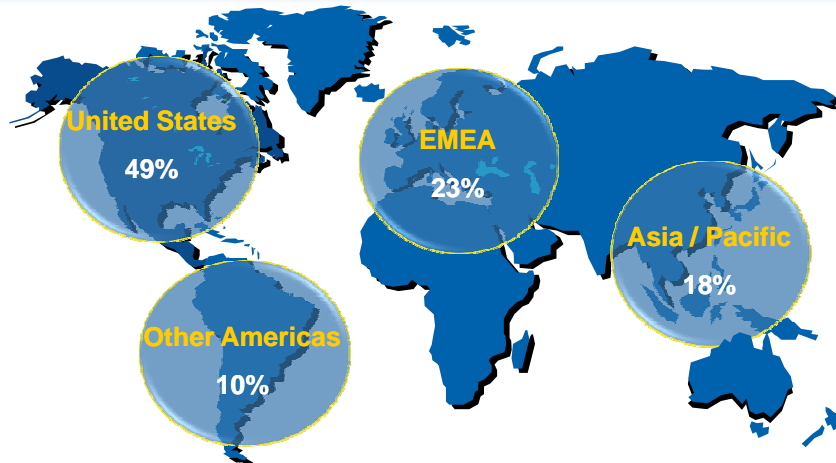 United States
49%
EMEA
23%
Asia / Pacific
18%
Other Americas
10%